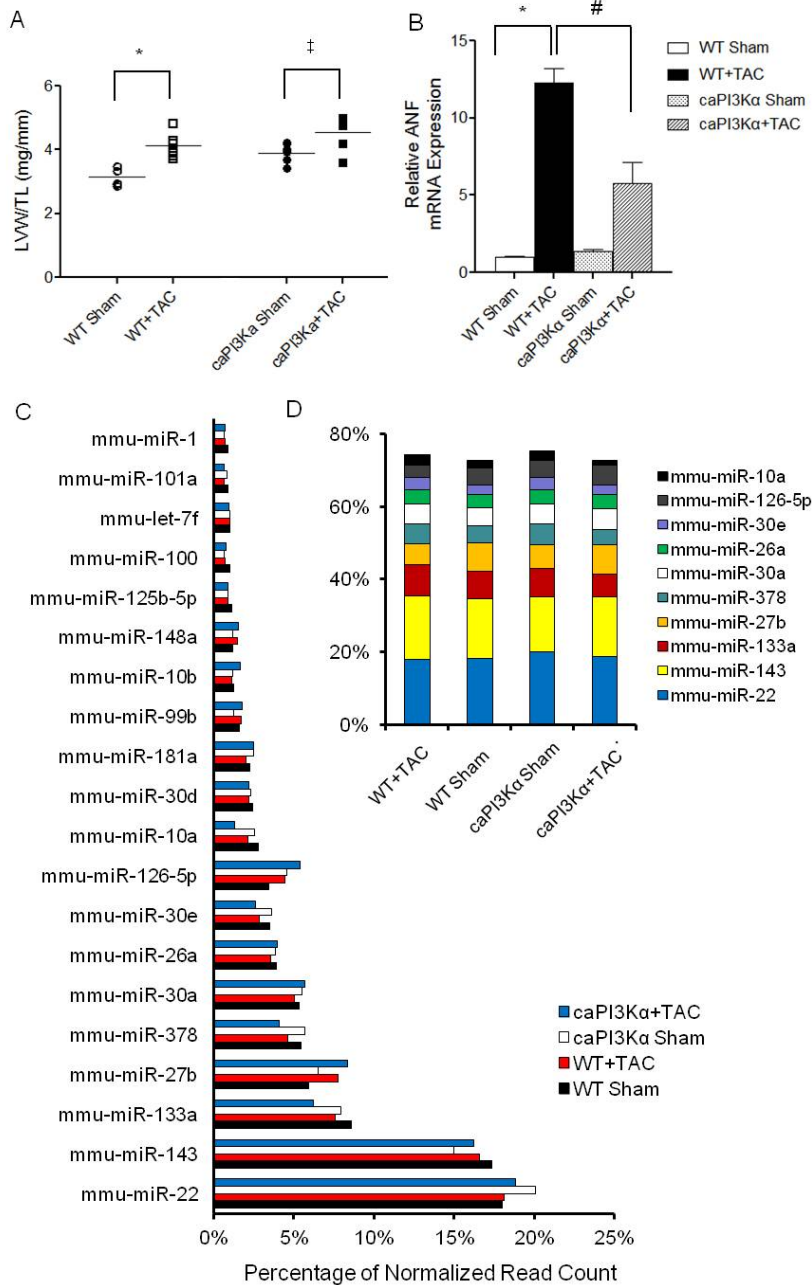 A
*
‡
LVW/TL (mg/mm)
6
4
2
0
WT Sham
WT+TAC
caPI3Ka Sham
caPI3Kα+TAC
B
*
#
Relative ANF
mRNA Expression
15
10
5
0
WT Sham
WT+TAC
caPI3Kα Sham
caPI3Kα+TAC
WT Sham
WT+TAC
caPI3Kα Sham
caPI3Kα+TAC
C
mmu-miR-1
mmu-miR-101a
mmu-let-7f
mmu-miR-100
mmu-miR-125b-5p
mmu-miR-148a
mmu-miR-10b
mmu-miR-99b
mmu-miR-181a
mmu-miR-30d
mmu-miR-10a
mmu-miR-126-5p
mmu-miR-30e
mmu-miR-26a
mmu-miR-30a
mmu-miR-378
mmu-miR-27b
mmu-miR-133a
mmu-miR-143
mmu-miR-22
0%
5%
10%
15%
20%
25%
Percentage of Normalized Read Count
caPI3Kα+TAC
caPI3Kα Sham
WT+TAC
WT Sham
D
80%
60%
40%
20%
0%
WT+TAC
WT Sham
caPI3Kα Sham
caPI3Kα+TAC
mmu-miR-10a
mmu-miR-126-5p
mmu-miR-30e
mmu-miR-26a
mmu-miR-30a
mmu-miR-378
mmu-miR-27b
mmu-miR-133a
mmu-miR-143
mmu-miR-22